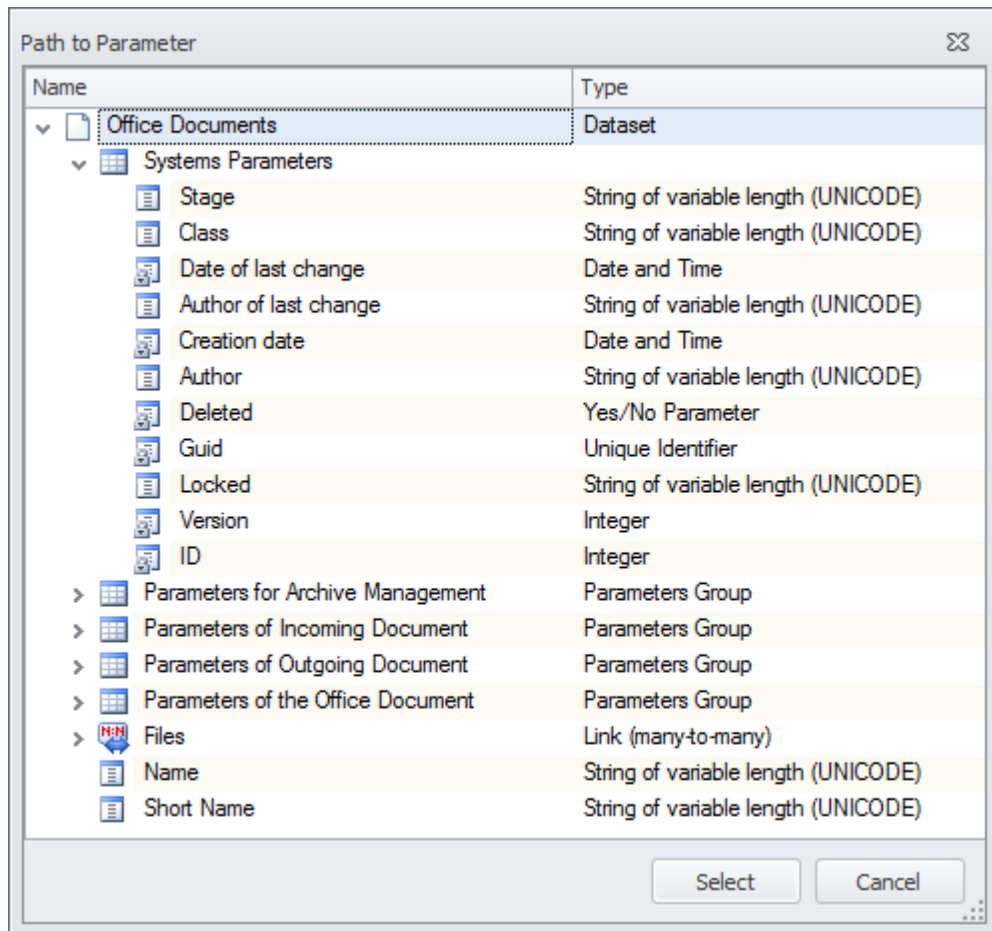 Path to Parameter
Name Type
Office Documents Dataset
Systems Parameters
Stage String of variable length (UNICODE)
Class String of variable length (UNICODE)
Date of last change Date and Time
Author of last change String of variable length (UNICODE)
Creation date Date and Time
Author String of variable length (UNICODE)
Deleted Yes/No Parameter
Guid Unique Identifier
Locked String of variable length (UNICODE)
Version Integer
ID Integer
Parameters for Archive Management Parameters Group
Parameters of Incoming Document Parameters Group
Parameters of Outgoing Document Parameters Group
Parameters of the Office Document Parameters Group
N:N Files Link (many-to-many)
Name String of variable length (UNICODE)
Short Name String of variable length (UNICODE)
Select Cancel